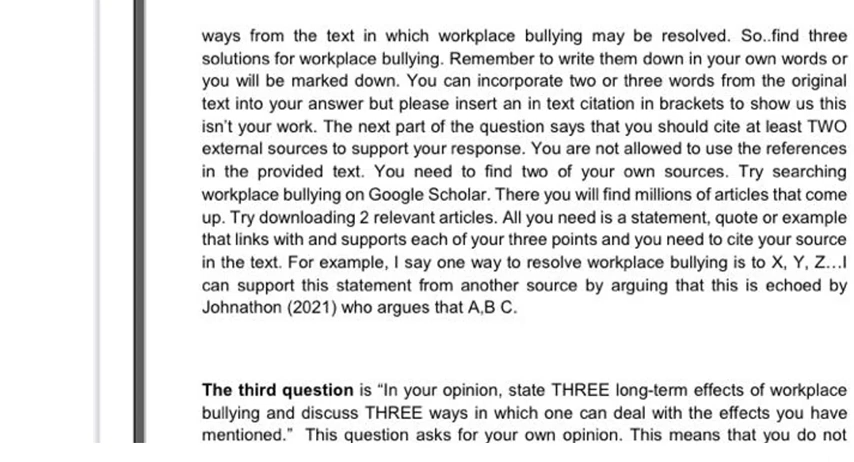 ways from the text in which workplace bullying may be resolved. So..find three
solutions for workplace bullying. Remember to write them down in your own words or
you will be marked down. You can incorporate two or three words from the original
text into your answer but please insert an in text citation in brackets to show us this
isn't your work. The next part of the question says that you should cite at least TWO
external sources to support your response. You are not allowed to use the references
in the provided text. You need to find two of your own sources. Try searching
workplace bullying on Google Scholar. There you will find millions of articles that come
up. Try downloading 2 relevant articles. All you need is a statement, quote or example
that links with and supports each of your three points and you need to cite your source
in the text. For example, I say one way to resolve workplace bullying is to X, Y, Z…I
can support this statement from another source by arguing that this is echoed by
Johnathon (2021) who argues that A,B C.
The third question is “In your opinion, state THREE long-term effects of workplace
bullying and discuss THREE ways in which one can deal with the effects you have
mentioned.” This question asks for your own opinion. This means that you do not